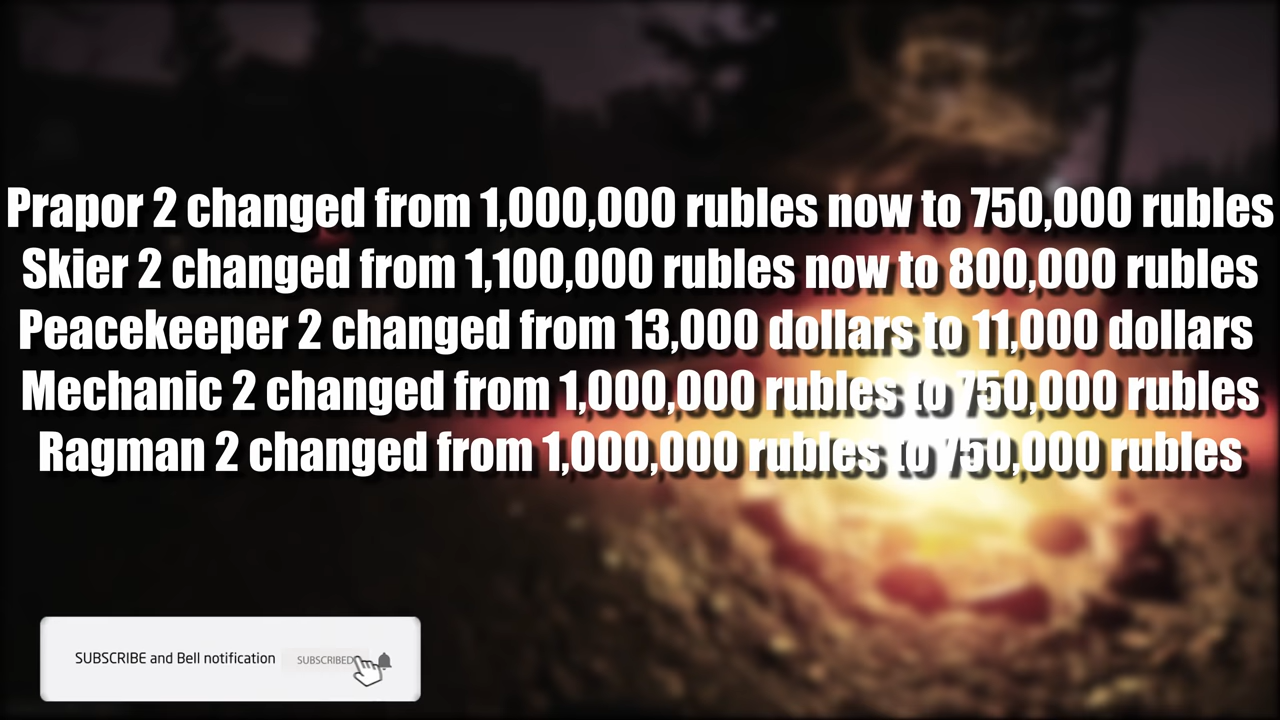 Prapor 2 changed from 1,000,000 rubles now to 750,000 rubles
Skier 2 changed from 1,100,000 rubles now to 800,000 rubles
Peacekeeper 2 changed from 13,000 dollars to 11,000 dollars
Mechanic 2 changed from 1,000,000 rubles to 750,000 rubles
Ragman 2 changed from 1,000,000 rubles to 750,000 rubles
SUBSCRIBE and Bell notification SUBSCRIBED